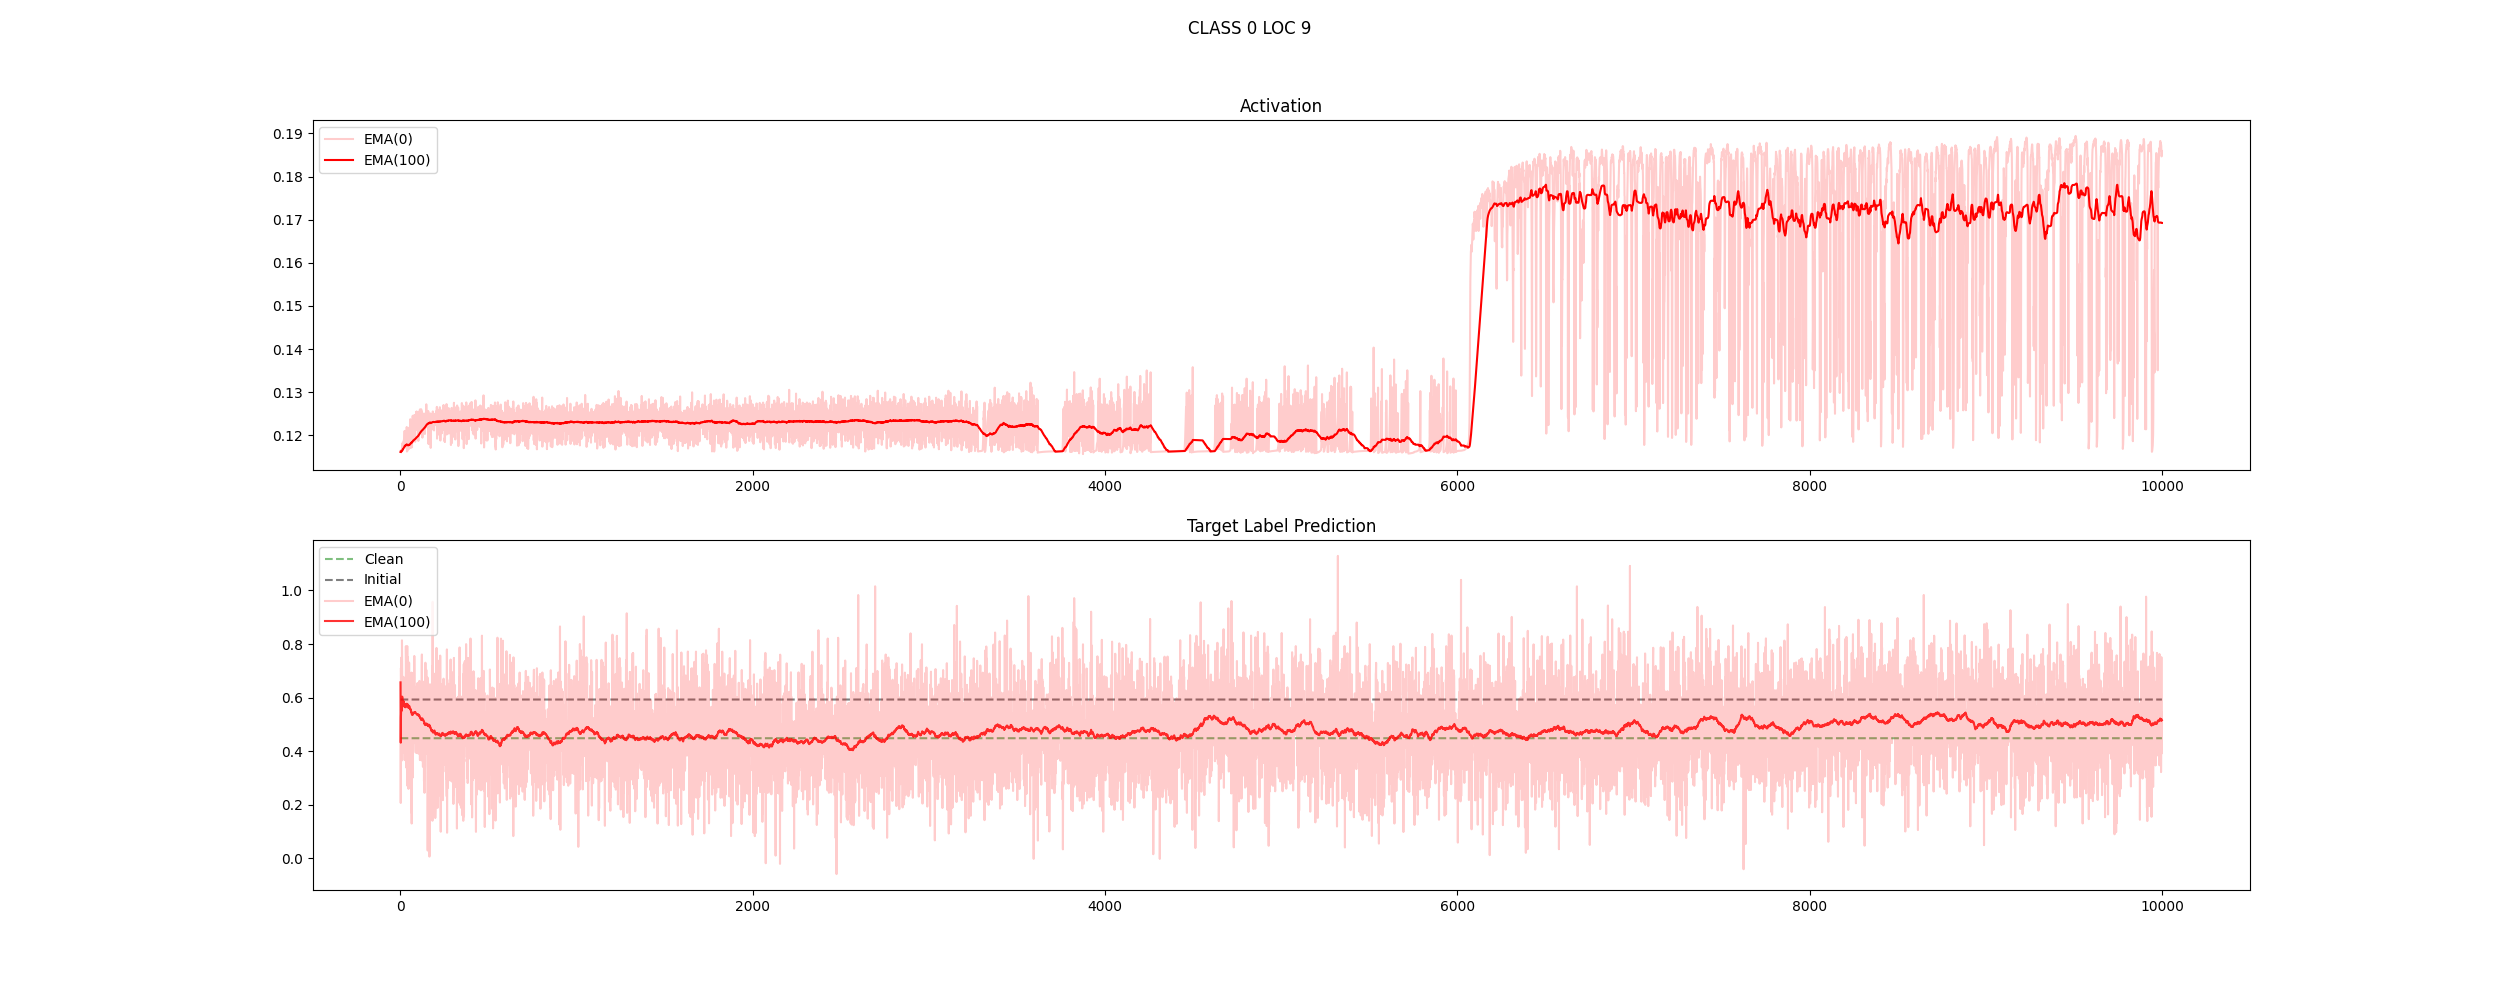 CLASS 0 LOC 9
Activation
EMA(0)
EMA(100)
0.19
0.18
0.17
0.16
0.15
0.14
0.13
0.12
0 2000 4000 6000 8000 10000
Target Label Prediction
Clean
Initial
EMA(0)
EMA(100)
1.0
0.8
0.6
0.4
0.2
0.0
0 2000 4000 6000 8000 10000